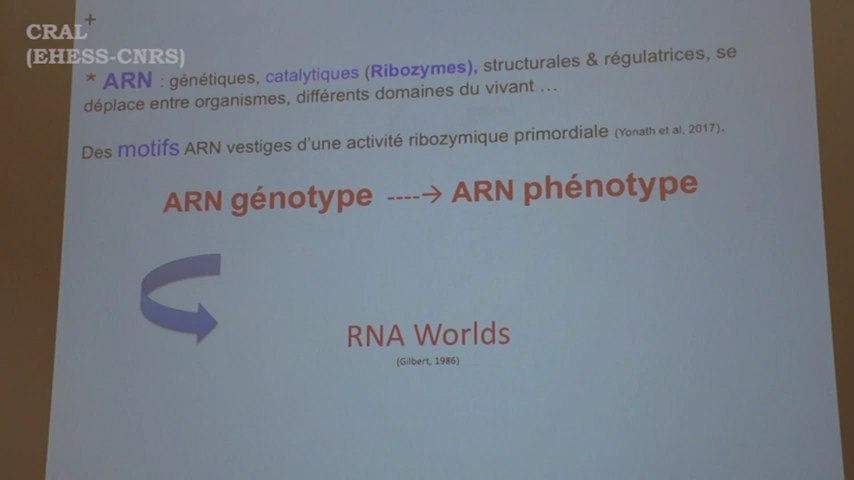 +
CRAL
(EHESS-CNRS)
* ARN : génétiques, catalytiques (Ribozymes), structurales & régulatrices, se
déplace entre organismes, différents domaines du vivant ...
Des motifs ARN vestiges d'une activité ribozymique primordiale (Yonath et al, 2017).
ARN génotype ----→ ARN phénotype
RNA Worlds
(Gilbert, 1986)